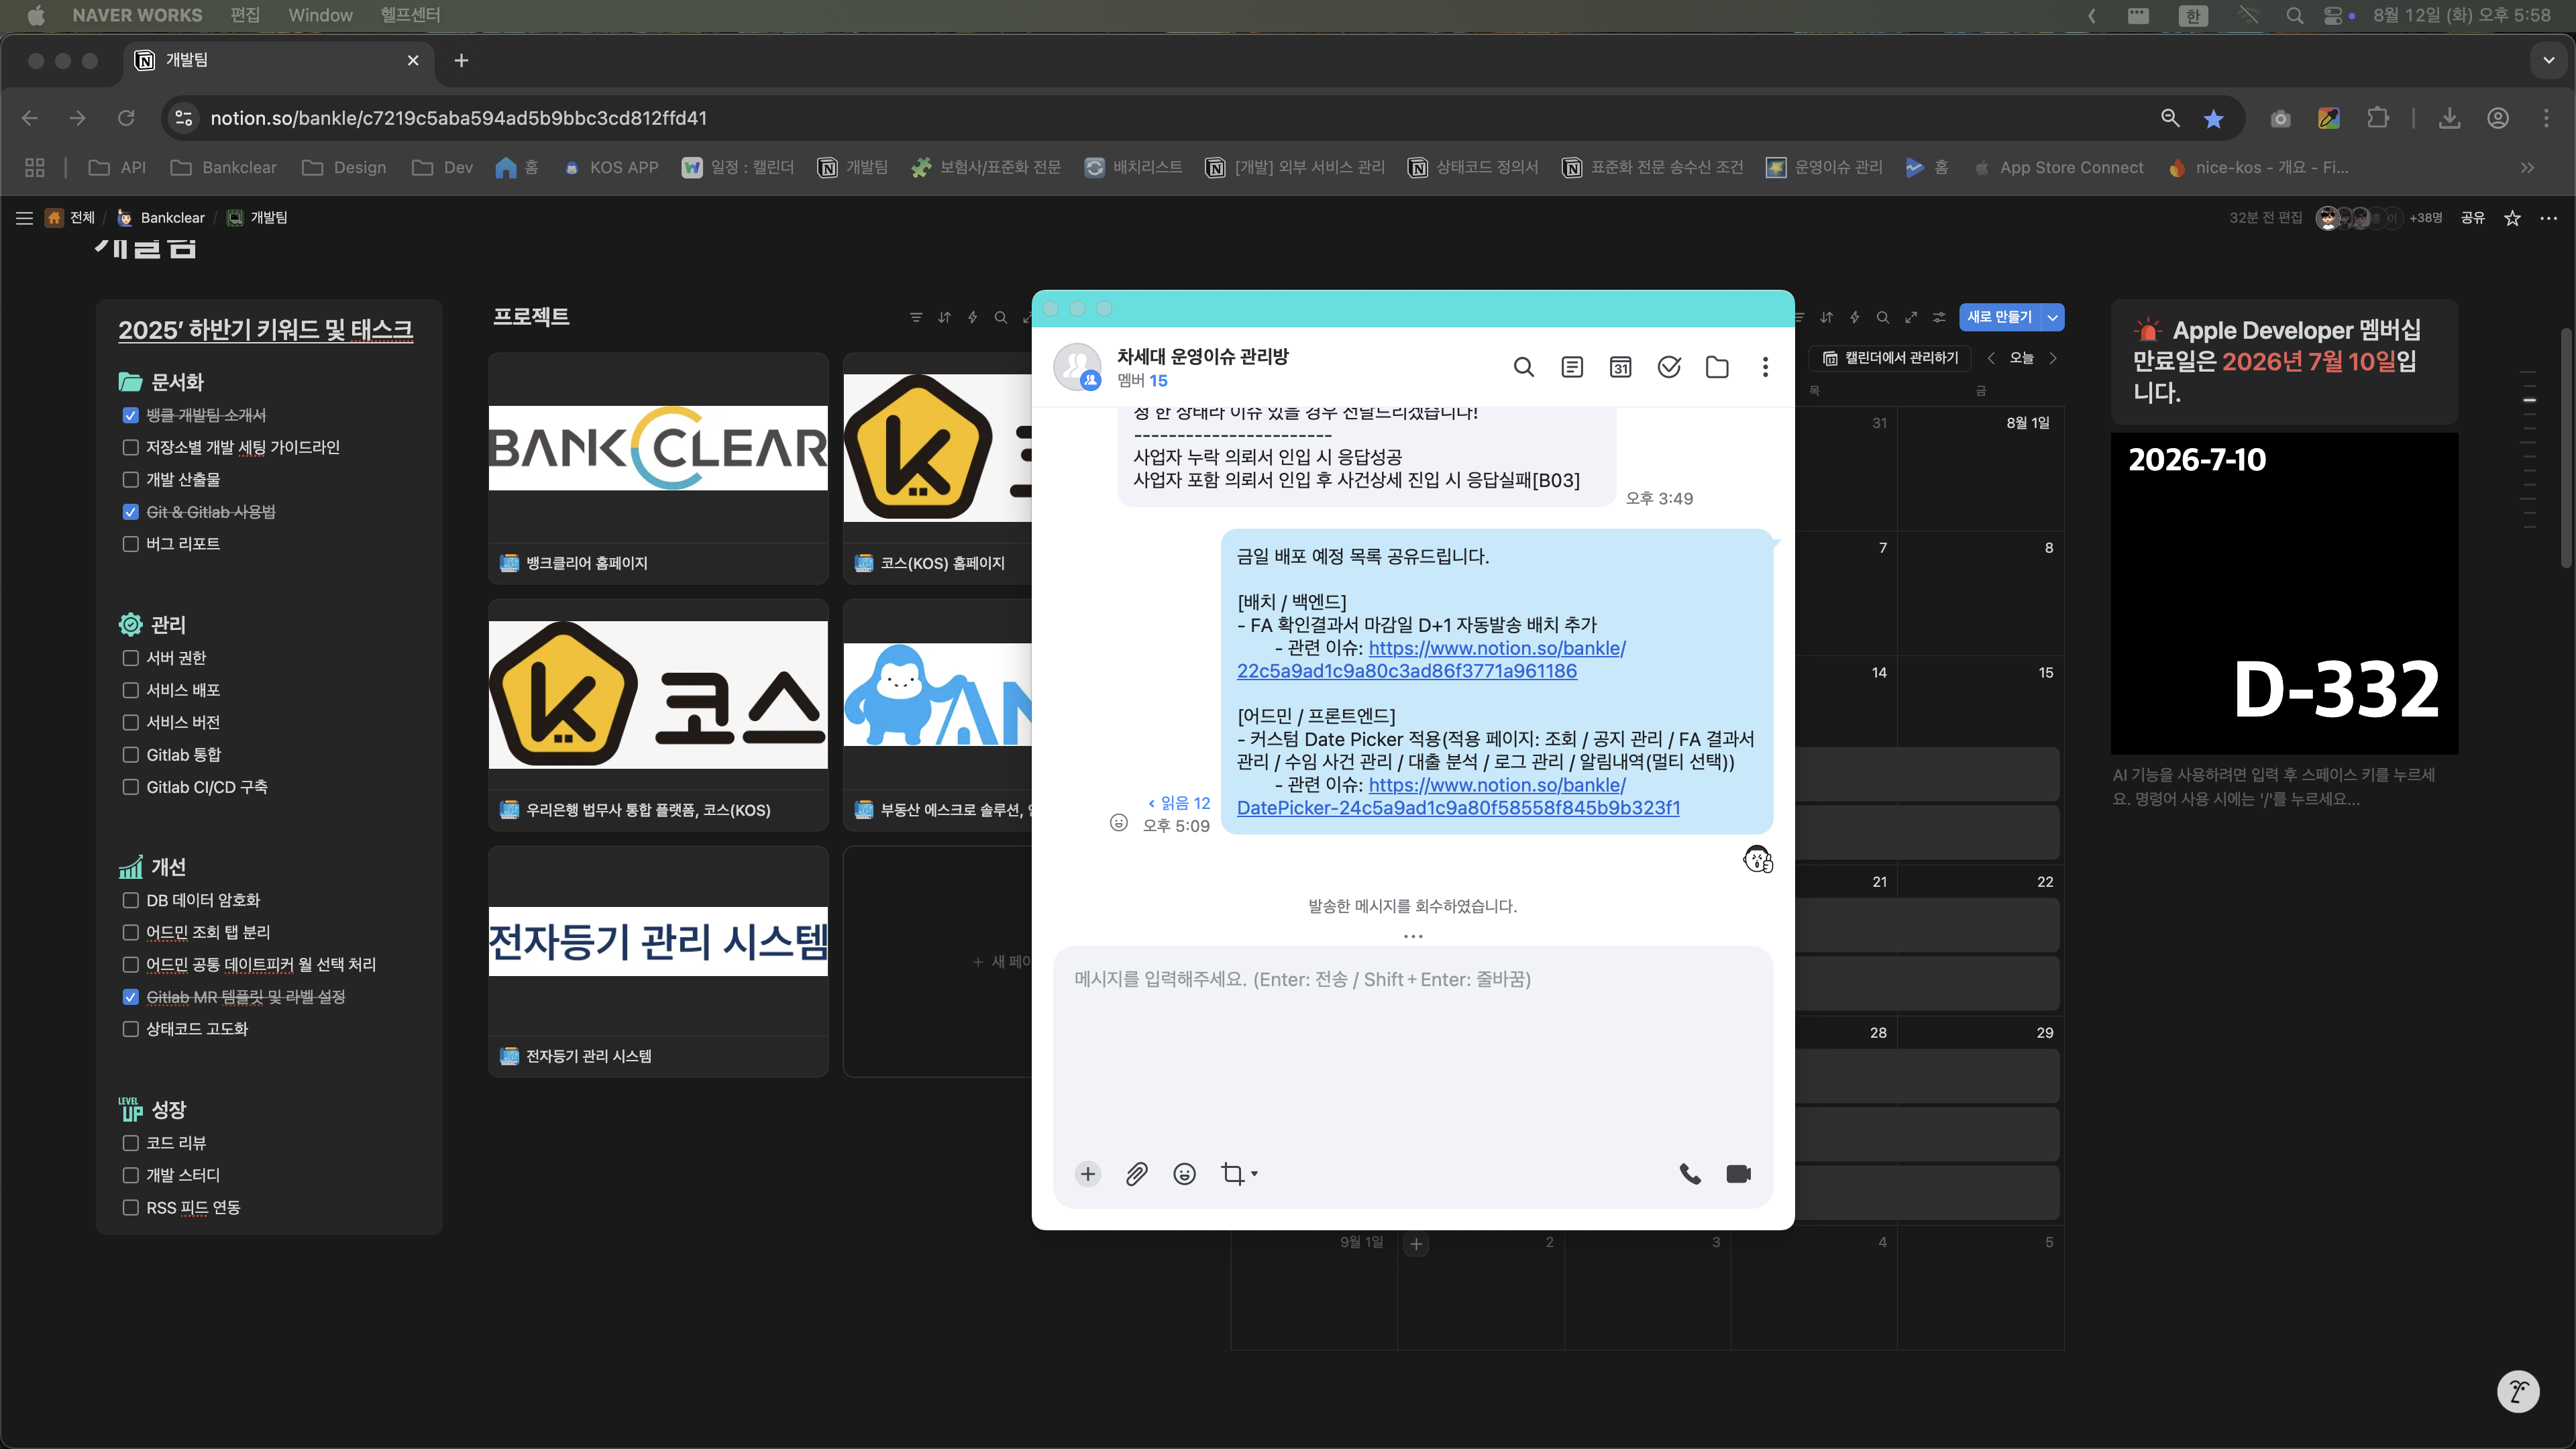 NAVER WORKS 편집 Window 헬프센터
한 8월 12일 (화) 오후 5:58
개발팀
notion.so/bankle/c7219c5aba594ad5b9bbc3cd812ffd41
API Bankclear Design Dev 홈 KOS APP 일정 : 캘린더 개발팀 보험사/표준화 전문 배치리스트 [개발] 외부 서비스 관리 상태코드 정의서 표준화 전문 송수신 조건 운영이슈 관리 홈 App Store Connect nice-kos - 개요 - Fi...
전체 / Bankclear / 개발팀
32분 전 편집 +38명 공유
개발팀
2025′ 하반기 키워드 및 태스크
문서화
뱅클 개발팀 소개서
저장소별 개발 세팅 가이드라인
개발 산출물
Git & Gitlab 사용법
버그 리포트
관리
서버 권한
서비스 배포
서비스 버전
Gitlab 통합
Gitlab CI/CD 구축
개선
DB 데이터 암호화
어드민 조회 탭 분리
어드민 공통 데이트피커 월 선택 처리
Gitlab MR 템플릿 및 라벨 설정
상태코드 고도화
LEVEL UP 성장
코드 리뷰
개발 스터디
RSS 피드 연동
프로젝트
BANKCLEAR
뱅크클리어 홈페이지
코스(KOS) 홈페이지
코스
우리은행 법무사 통합 플랫폼, 코스(KOS)
부동산 에스크로 솔루션,
전자등기 관리 시스템
전자등기 관리 시스템
+ 새 페이
차세대 운영이슈 관리방
멤버 15
정 한 상태라 이슈 있을 경우 전달드리겠습니다!
-----------------------
사업자 누락 의뢰서 인입 시 응답성공
사업자 포함 의뢰서 인입 후 사건상세 진입 시 응답실패[B03]
오후 3:49
금일 배포 예정 목록 공유드립니다.
[배치 / 백엔드]
- FA 확인결과서 마감일 D+1 자동발송 배치 추가
- 관련 이슈: https://www.notion.so/bankle/
22c5a9ad1c9a80c3ad86f3771a961186
[어드민 / 프론트엔드]
- 커스텀 Date Picker 적용(적용 페이지: 조회 / 공지 관리 / FA 결과서
관리 / 수임 사건 관리 / 대출 분석 / 로그 관리 / 알림내역(멀티 선택))
- 관련 이슈: https://www.notion.so/bankle/
DatePicker-24c5a9ad1c9a80f58558f845b9b323f1
읽음 12
오후 5:09
발송한 메시지를 회수하였습니다.
메시지를 입력해주세요. (Enter: 전송 / Shift+Enter: 줄바꿈)
새로 만들기
캘린더에서 관리하기 오늘
목 금
31 8월 1일
7 8
14 15
21 22
28 29
9월 1일 2 3 4 5
Apple Developer 멤버십
만료일은 2026년 7월 10일입
니다.
2026-7-10
D-332
AI 기능을 사용하려면 입력 후 스페이스 키를 누르세
요. 명령어 사용 시에는 '/'를 누르세요...